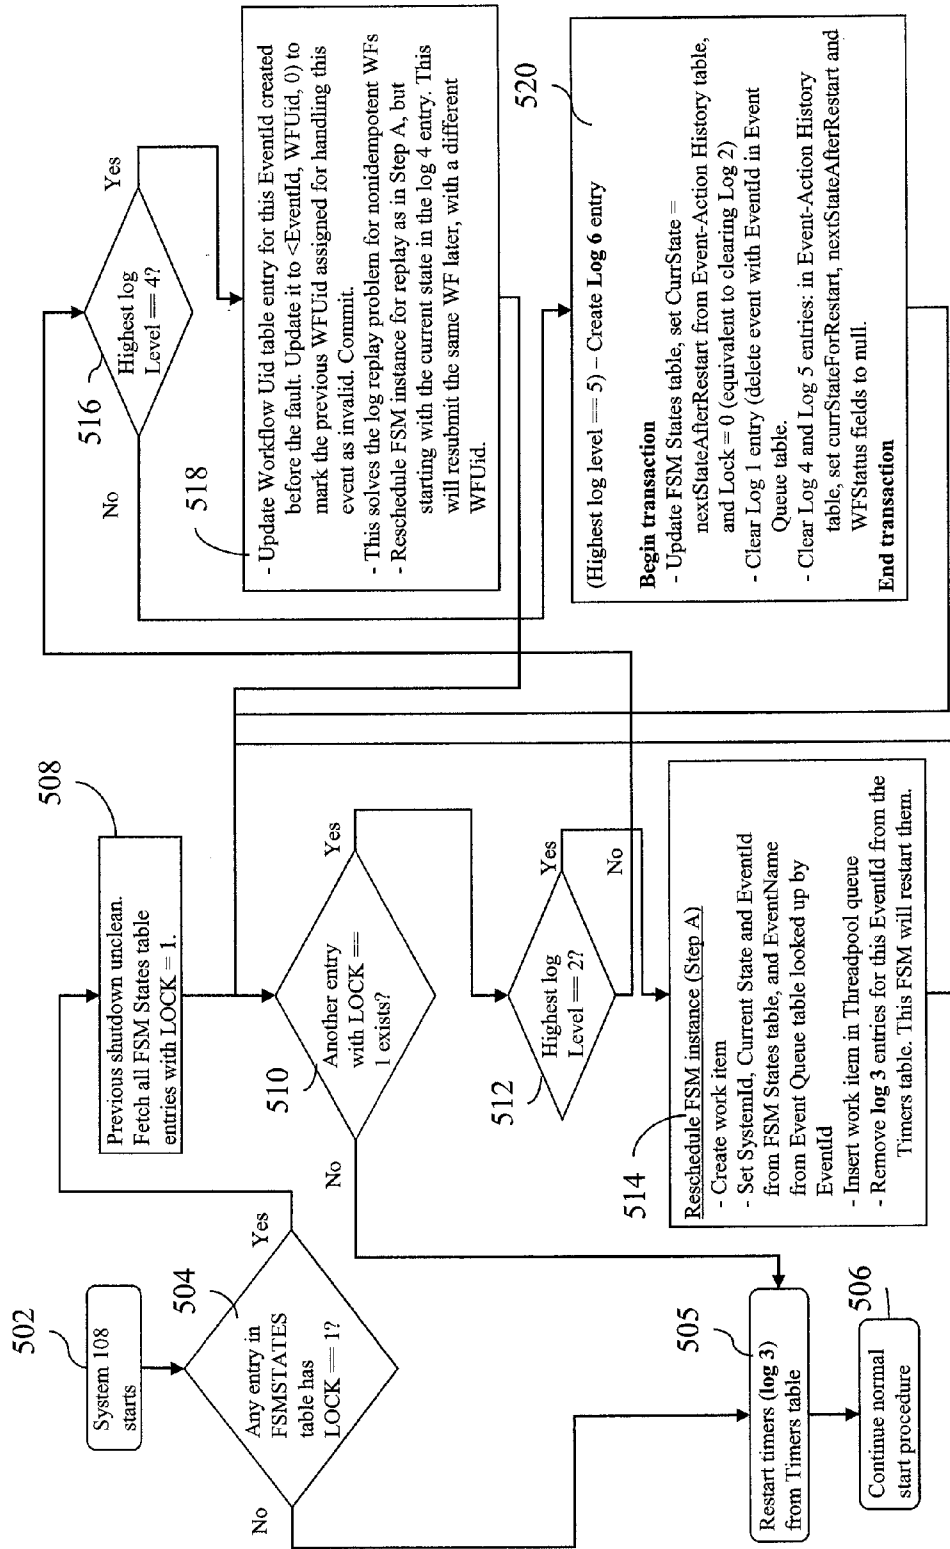 502
System 108
starts
504
Any entry in
FSMSTATES
table has
LOCK == 1?
Yes
No
508
Previous shutdown unclean.
Fetch all FSM States table
entries with LOCK = 1.
510
Another entry
with LOCK ==
1 exists?
Yes
No
512
Highest log
Level == 2?
Yes
No
514
Reschedule FSM instance (Step A)
- Create work item
- Set SystemId, Current State and EventId
from FSM States table, and EventName
from Event Queue table looked up by
EventId
- Insert work item in Threadpool queue
- Remove log 3 entries for this EventId from the
Timers table. This FSM will restart them.
505
Restart timers (log 3)
from Timers table
506
Continue normal
start procedure
516
Highest log
Level == 4?
Yes
No
518
- Update Workflow Uid table entry for this EventId created
before the fault. Update it to <EventId, WFUid, 0) to
mark the previous WFUid assigned for handling this
event as invalid. Commit.
- This solves the log replay problem for nonidempotent WFs
- Reschedule FSM instance for replay as in Step A, but
starting with the current state in the log 4 entry. This
will resubmit the same WF later, with a different
WFUid.
520
(Highest log level == 5) – Create Log 6 entry
Begin transaction
- Update FSM States table, set CurrState =
nextStateAfterRestart from Event-Action History table,
and Lock = 0 (equivalent to clearing Log 2)
- Clear Log 1 entry (delete event with EventId in Event
Queue table.
- Clear Log 4 and Log 5 entries: in Event-Action History
table, set currStateForRestart, nextStateAfterRestart and
WFStatus fields to null.
End transaction